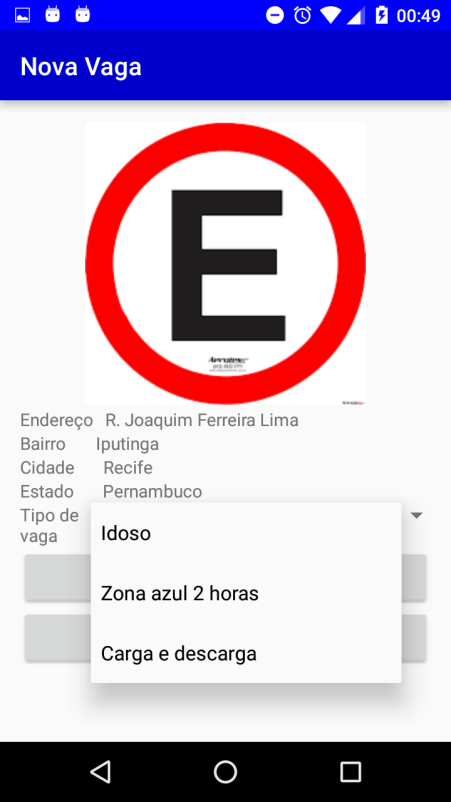 00:49
Nova Vaga
E
Endereço R. Joaquim Ferreira Lima
Bairro Iputinga
Cidade Recife
Estado Pernambuco
Tipo de
vaga
Idoso
Zona azul 2 horas
Carga e descarga